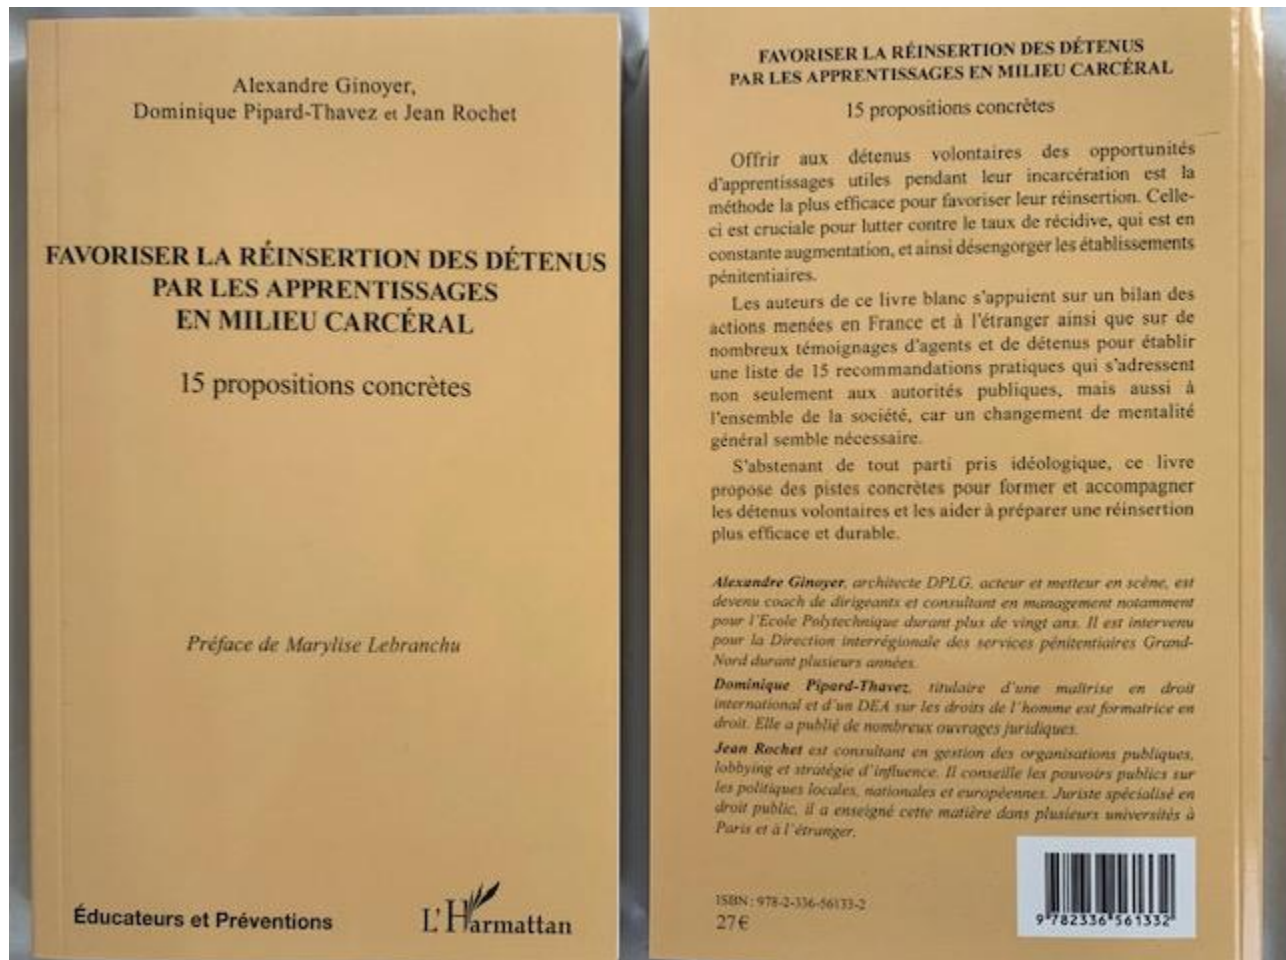 Alexandre Ginoyer,
Dominique Pipard-Thavez et Jean Rochet
FAVORISER LA RÉINSERTION DES DÉTENUS
PAR LES APPRENTISSAGES
EN MILIEU CARCÉRAL
15 propositions concrètes
Préface de Marylise Lebranchu
Éducateurs et Préventions
L'Harmattan
FAVORISER LA RÉINSERTION DES DÉTENUS
PAR LES APPRENTISSAGES EN MILIEU CARCÉRAL
15 propositions concrètes
Offrir aux détenus volontaires des opportunités
d'apprentissages utiles pendant leur incarcération est la
méthode la plus efficace pour favoriser leur réinsertion. Celle-
ci est cruciale pour lutter contre le taux de récidive, qui est en
constante augmentation, et ainsi désengorger les établissements
pénitentiaires.
Les auteurs de ce livre blanc s'appuient sur un bilan des
actions menées en France et à l'étranger ainsi que sur de
nombreux témoignages d'agents et de détenus pour établir
une liste de 15 recommandations pratiques qui s'adressent
non seulement aux autorités publiques, mais aussi à
l'ensemble de la société, car un changement de mentalité
général semble nécessaire.
S'abstenant de tout parti pris idéologique, ce livre
propose des pistes concrètes pour former et accompagner
les détenus volontaires et les aider à préparer une réinsertion
plus efficace et durable.
Alexandre Ginoyer, architecte DPLG, acteur et metteur en scène, est
devenu coach de dirigeants et consultant en management notamment
pour l'Ecole Polytechnique durant plus de vingt ans. Il est intervenu
pour la Direction interrégionale des services pénitentiaires Grand-
Nord durant plusieurs années.
Dominique Pipard-Thavez, titulaire d'une maîtrise en droit
international et d'un DEA sur les droits de l'homme est formatrice en
droit. Elle a publié de nombreux ouvrages juridiques.
Jean Rochet est consultant en gestion des organisations publiques,
lobbying et stratégie d'influence. Il conseille les pouvoirs publics sur
les politiques locales, nationales et européennes. Juriste spécialisé en
droit public, il a enseigné cette matière dans plusieurs universités à
Paris et à l'étranger.
ISBN : 978-2-336-56133-2
27 €
9 782336 561332